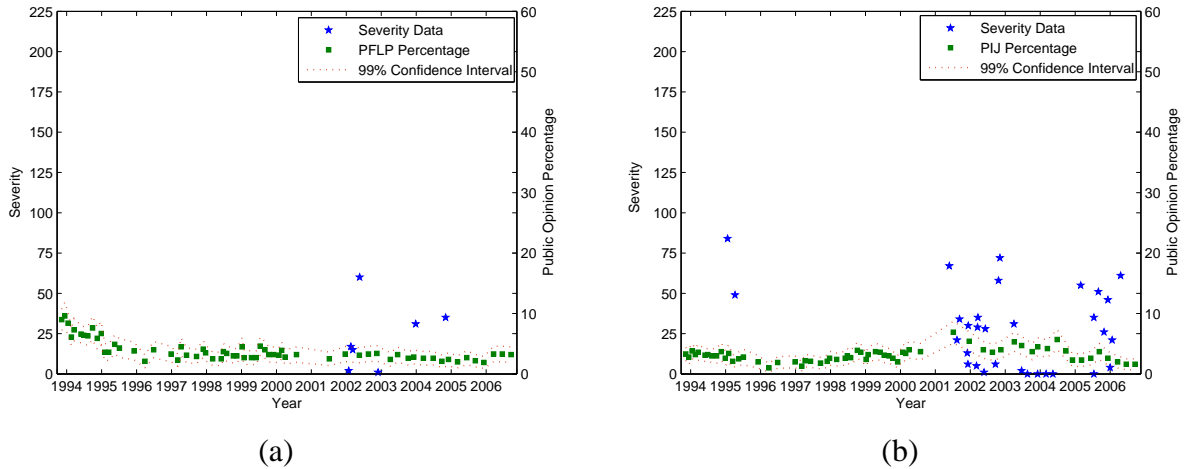 225
200
175
150
125
100
75
50
25
0
Severity
60
50
40
30
20
10
0
Public Opinion Percentage
Severity Data
PFLP Percentage
99% Confidence Interval
1994 1995 1996 1997 1998 1999 2000 2001 2002 2003 2004 2005 2006
Year
(a)
225
200
175
150
125
100
75
50
25
0
Severity
60
50
40
30
20
10
0
Public Opinion Percentage
Severity Data
PIJ Percentage
99% Confidence Interval
1994 1995 1996 1997 1998 1999 2000 2001 2002 2003 2004 2005 2006
Year
(b)